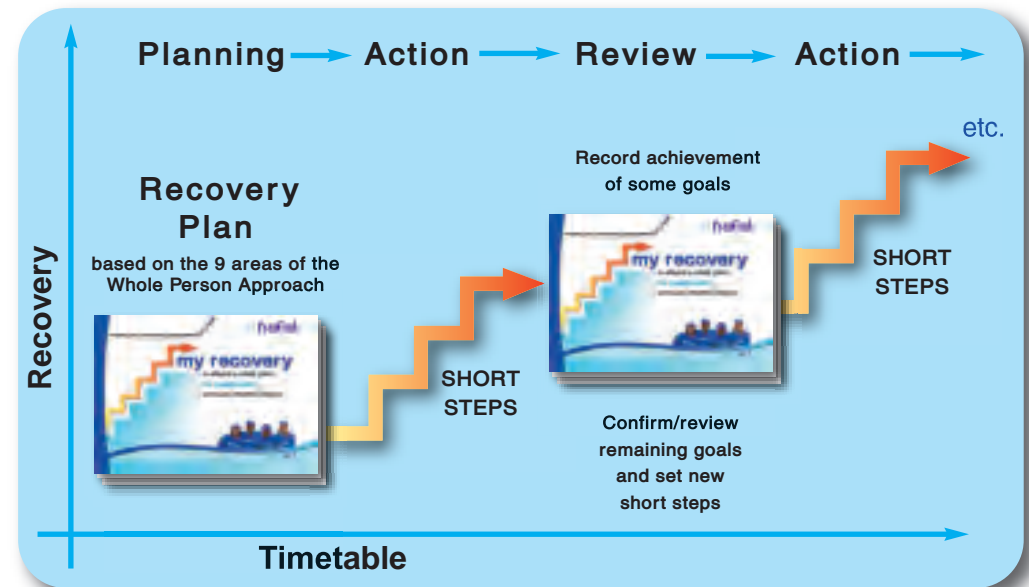 Planning Action Review Action
etc.
Record achievement
of some goals
Recovery
Plan
based on the 9 areas of the
Whole Person Approach
hafal
my recovery
SHORT
STEPS
hafal
my recovery
SHORT
STEPS
Confirm/review
remaining goals
and set new
short steps
Recovery
Timetable